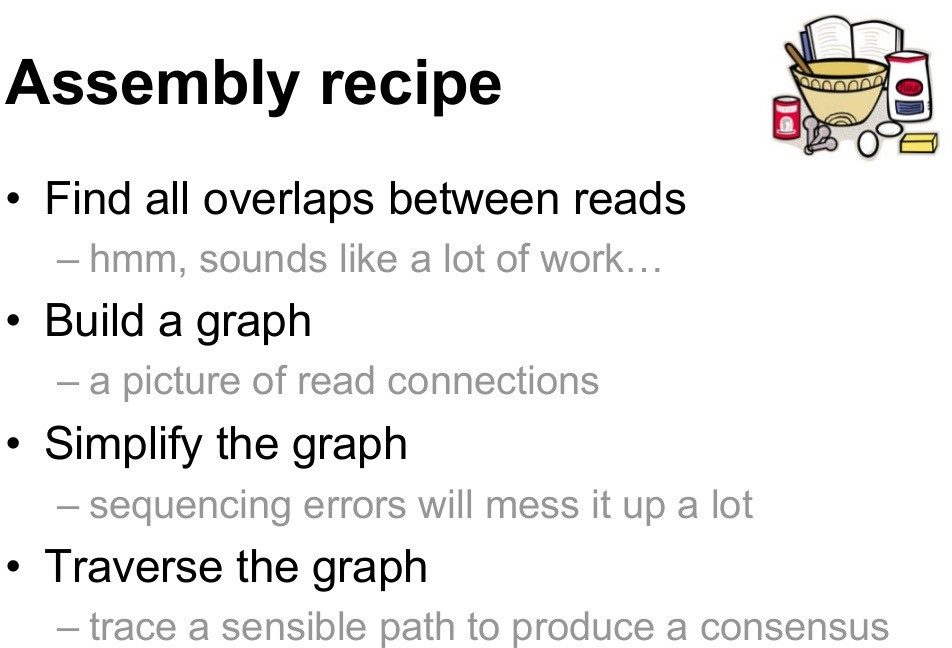 Assembly recipe
• Find all overlaps between reads
– hmm, sounds like a lot of work…
• Build a graph
– a picture of read connections
• Simplify the graph
– sequencing errors will mess it up a lot
• Traverse the graph
– trace a sensible path to produce a consensus